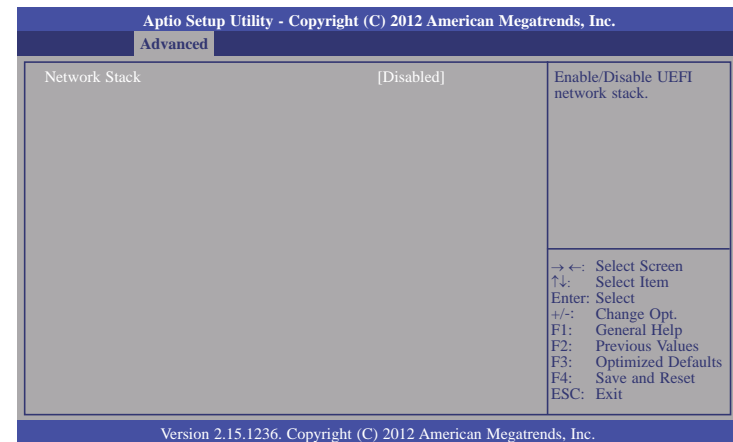 Aptio Setup Utility - Copyright (C) 2012 American Megatrends, Inc.
Advanced
Network Stack [Disabled]
Enable/Disable UEFI
network stack.
→ ←: Select Screen
↑↓: Select Item
Enter: Select
+/-: Change Opt.
F1: General Help
F2: Previous Values
F3: Optimized Defaults
F4: Save and Reset
ESC: Exit
Version 2.15.1236. Copyright (C) 2012 American Megatrends, Inc.